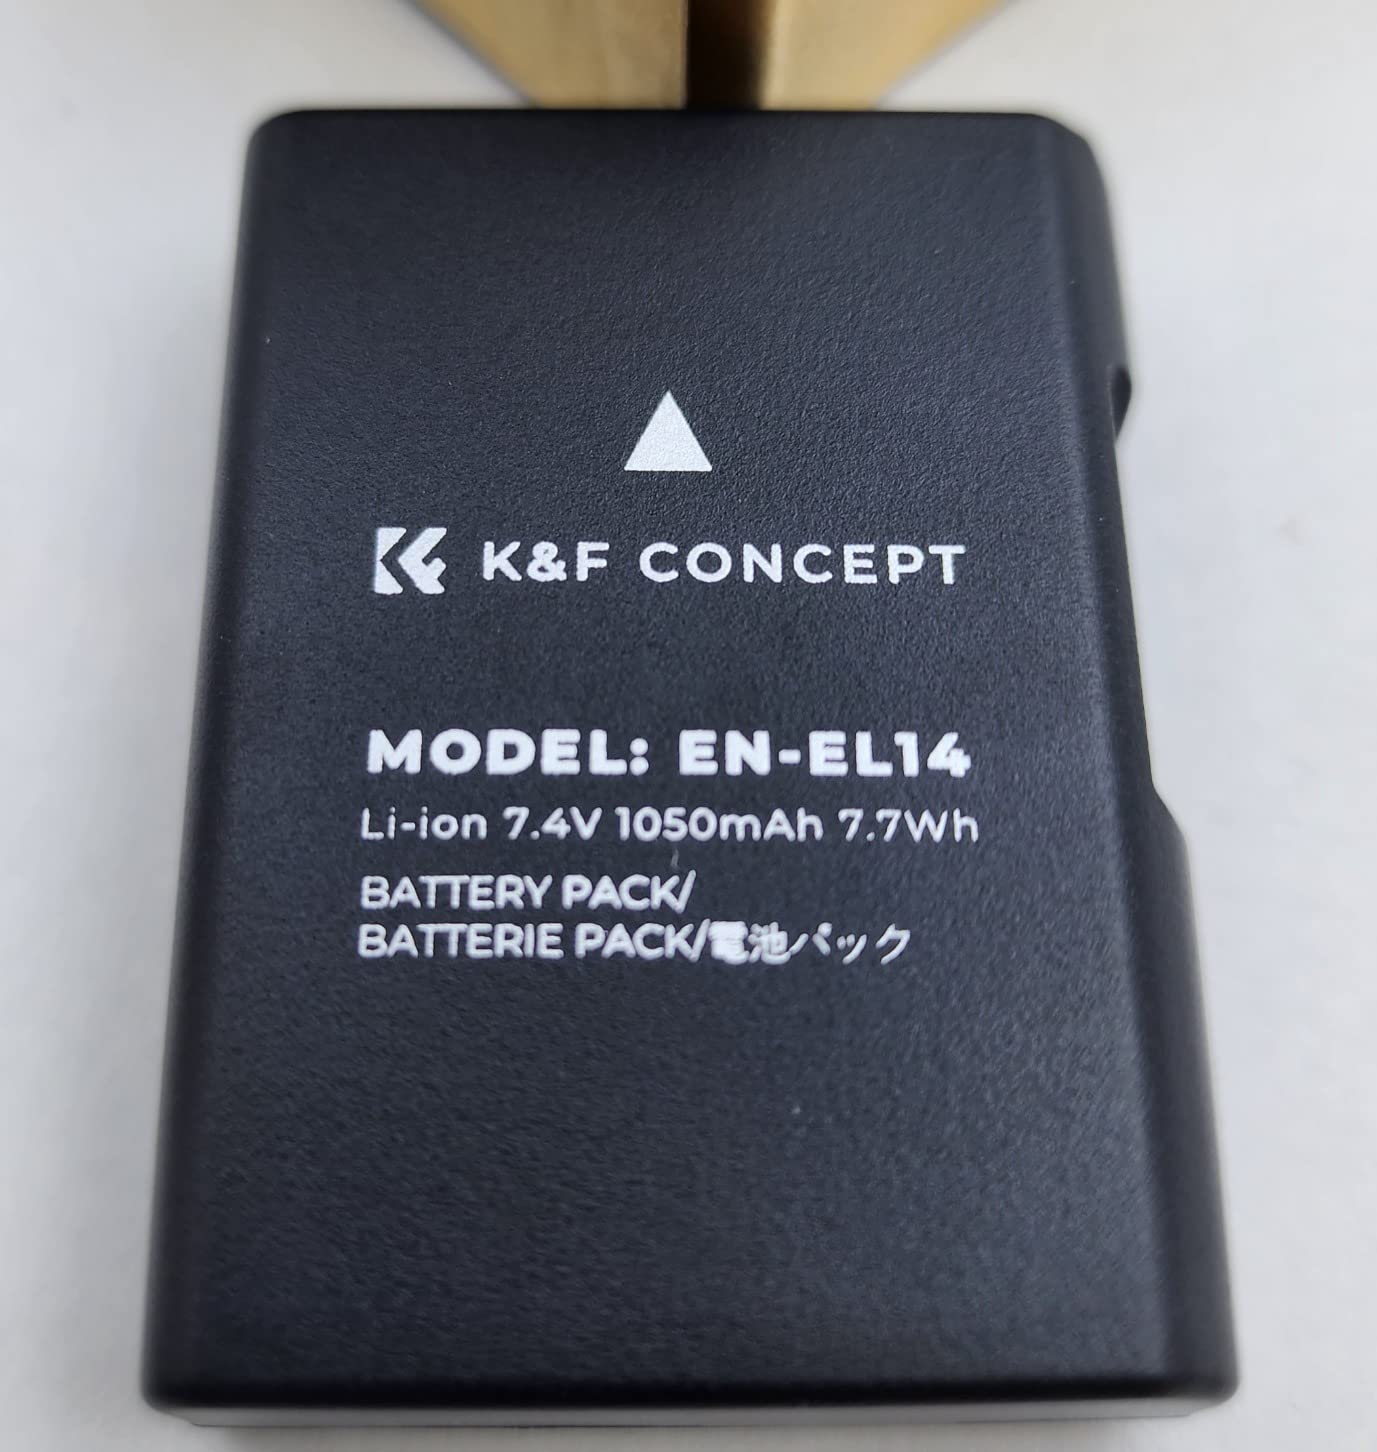 K&F CONCEPT
MODEL: EN-EL14
Li-ion 7.4V 1050mAh 7.7Wh
BATTERY PACK/
BATTERIE PACK/電池パック